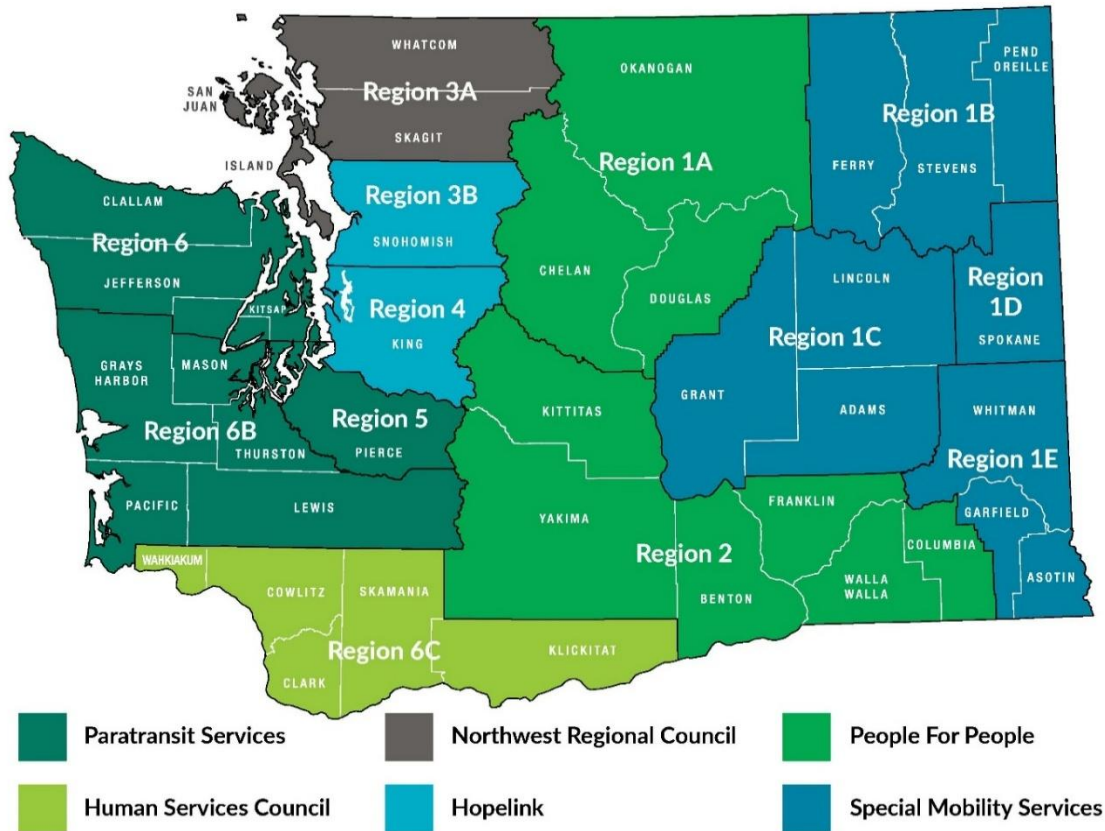 WHATCOM
OKANOGAN
PEND
OREILLE
SAN
JUAN
Region 3A
SKAGIT
Region 1B
ISLAND
Region 1A
FERRY
STEVENS
Region 3B
CLALLAM
SNOHOMISH
Region 6
CHELAN
LINCOLN
JEFFERSON
Region 4
DOUGLAS
Region
1D
KITSAP
KING
Region 1C
SPOKANE
GRAYS
HARBOR
MASON
GRANT
ADAMS
WHITMAN
KITTITAS
Region 5
Region 6B
THURSTON
PIERCE
Region 1E
PACIFIC
LEWIS
FRANKLIN
GARFIELD
YAKIMA
Region 2
COLUMBIA
WAHKIAKUM
COWLITZ
SKAMANIA
BENTON
WALLA
WALLA
ASOTIN
Region 6C
KLICKITAT
CLARK
Paratransit Services
Northwest Regional Council
People For People
Human Services Council
Hopelink
Special Mobility Services